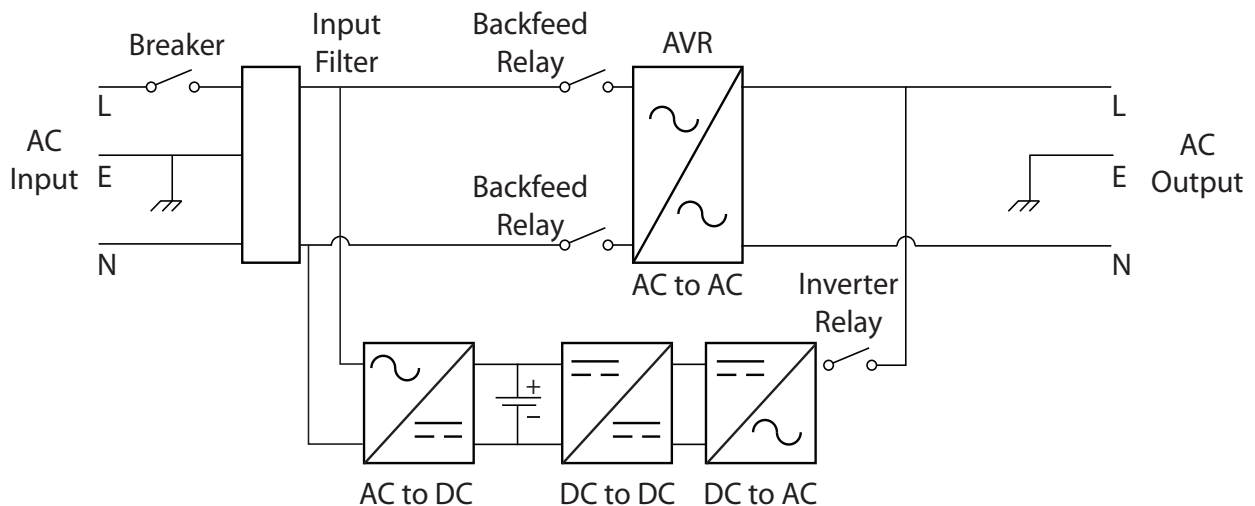 Breaker
Input
Filter
Backfeed
Relay
AVR
L
L
AC
Input
E
E
AC
Output
Backfeed
Relay
N
N
AC to AC
Inverter
Relay
+
−
AC to DC
DC to DC
DC to AC